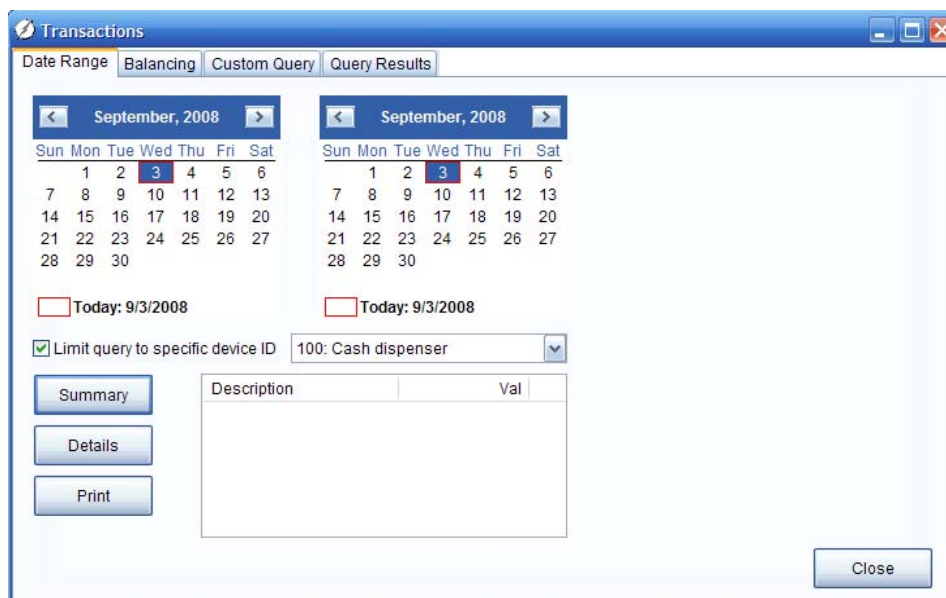 Transactions
Date Range Balancing Custom Query Query Results
< September, 2008 > < September, 2008 >
Sun Mon Tue Wed Thu Fri Sat Sun Mon Tue Wed Thu Fri Sat
1 2 3 4 5 6 1 2 3 4 5 6
7 8 9 10 11 12 13 7 8 9 10 11 12 13
14 15 16 17 18 19 20 14 15 16 17 18 19 20
21 22 23 24 25 26 27 21 22 23 24 25 26 27
28 29 30 28 29 30
Today: 9/3/2008 Today: 9/3/2008
Limit query to specific device ID 100: Cash dispenser
Summary Description Val
Details
Print
Close